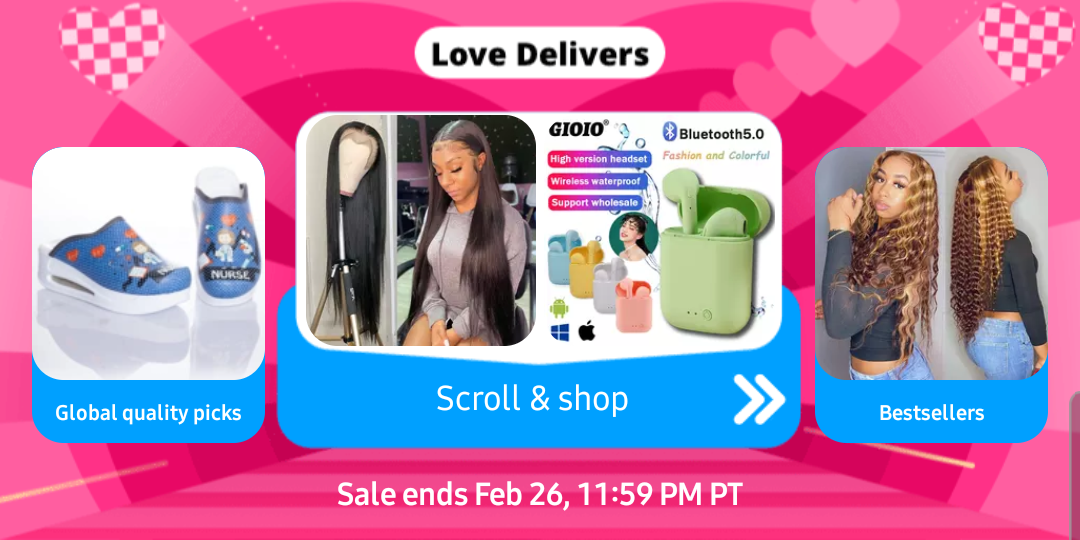 Love Delivers
GIOIO®
Bluetooth5.0
High version headset
Fashion and Colorful
Wireless waterproof
Support wholesale
NURSE
Global quality picks
Scroll & shop
Bestsellers
Sale ends Feb 26, 11:59 PM PT